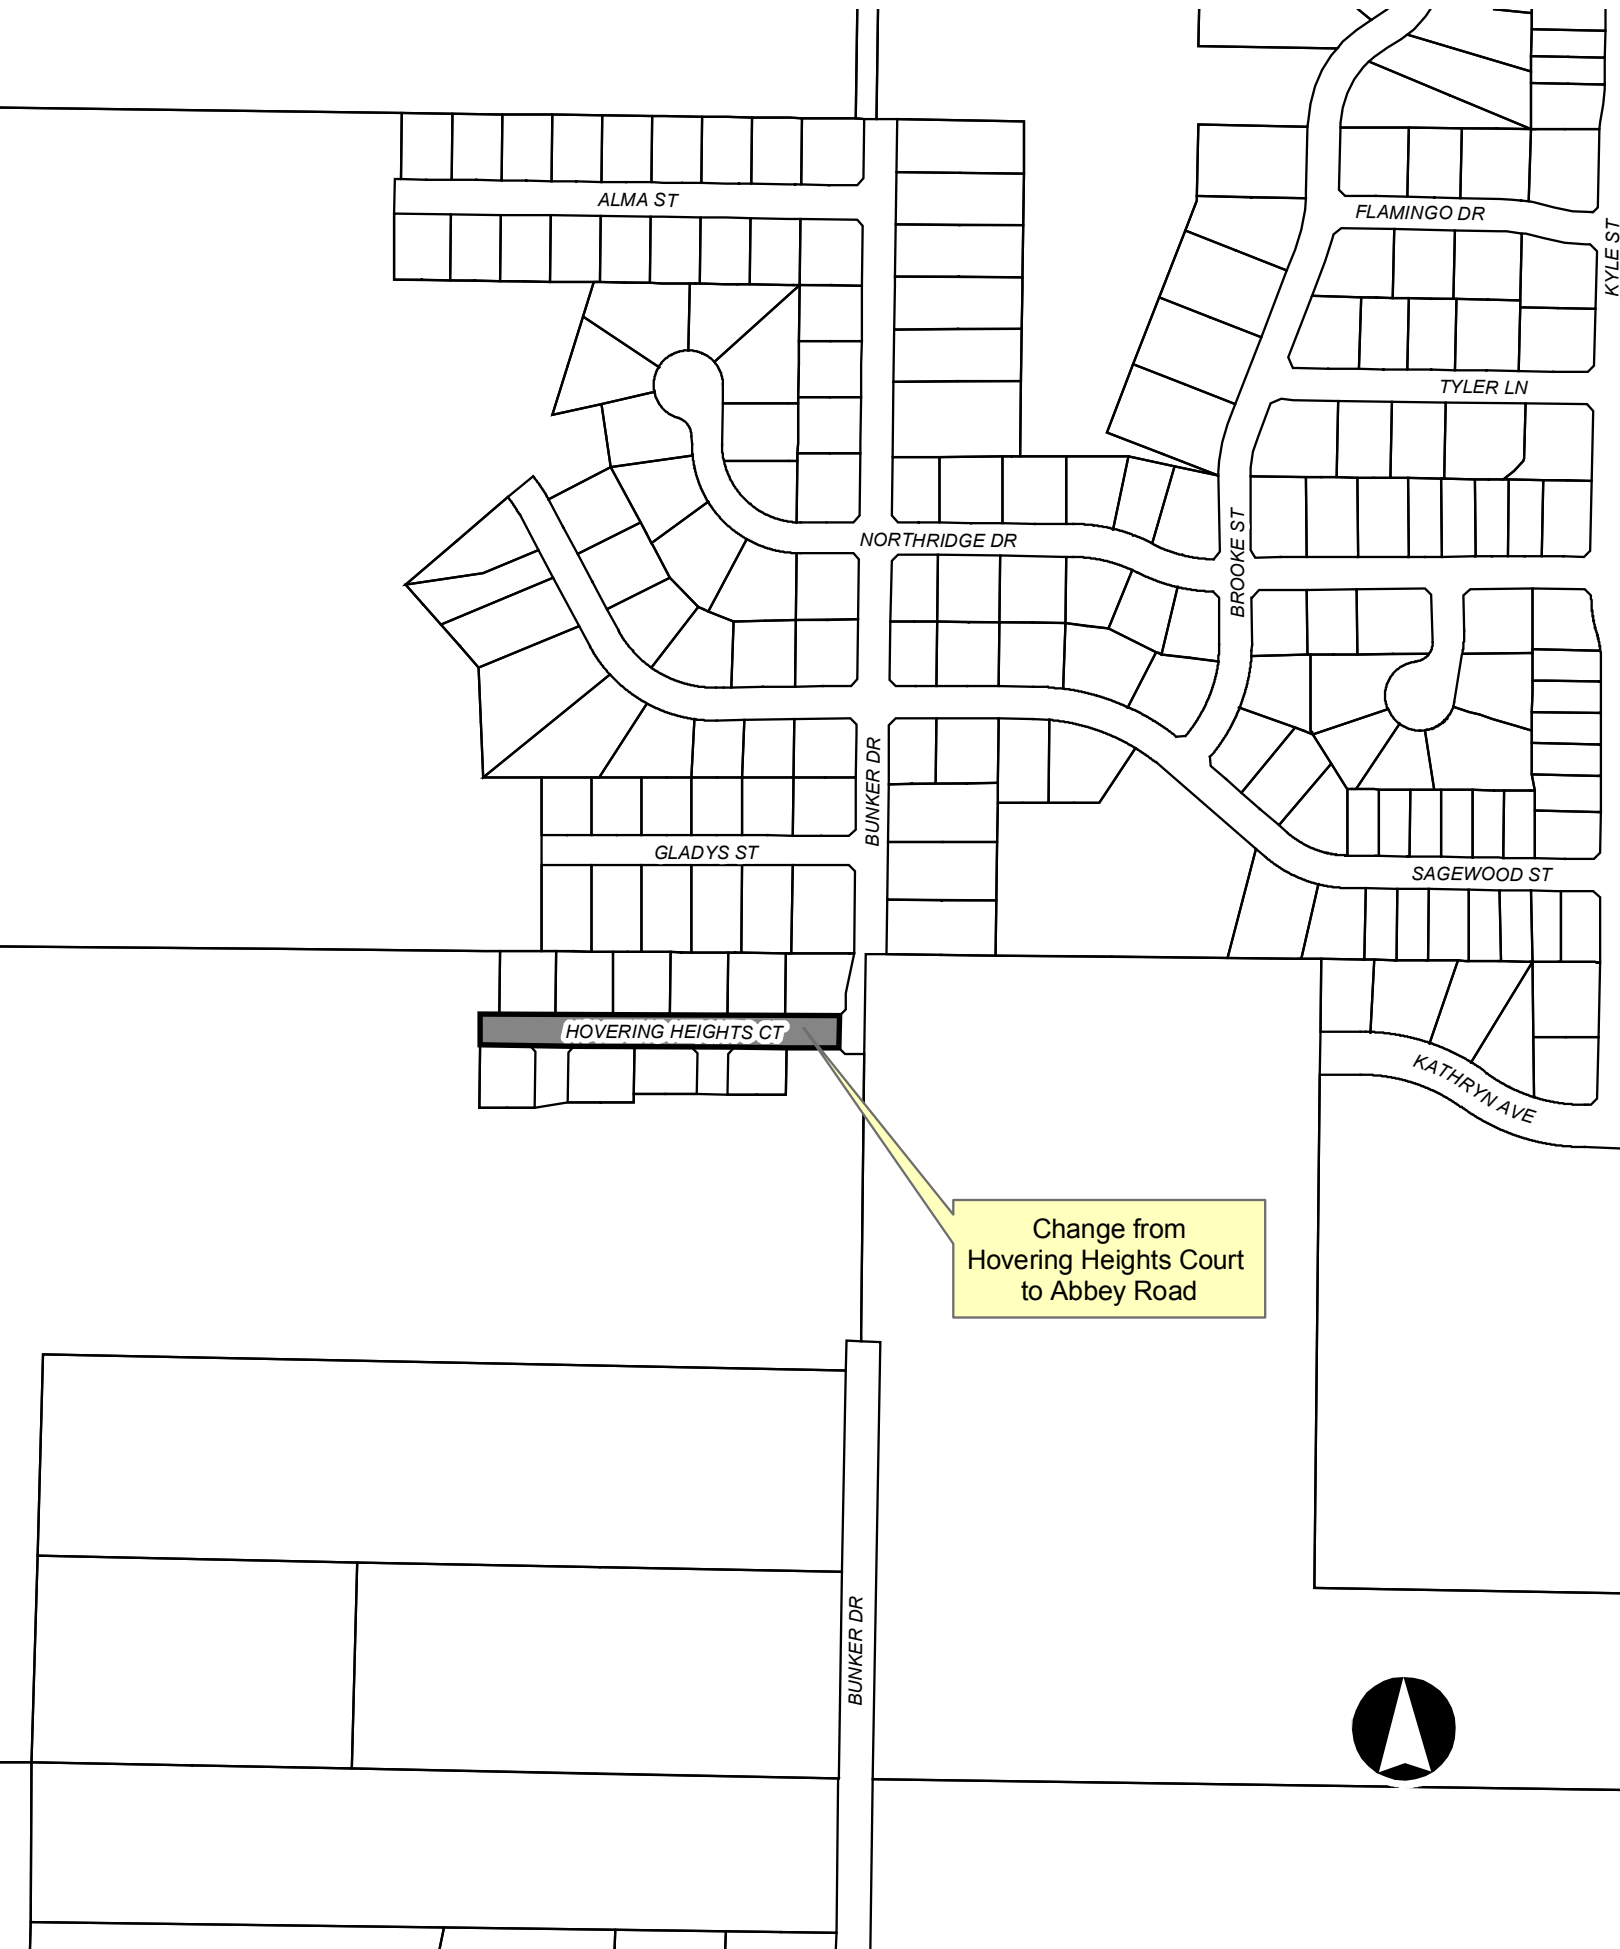 ALMA ST
FLAMINGO DR
KYLE ST
TYLER LN
NORTHRIDGE DR
BROOKE ST
BUNKER DR
GLADYS ST
SAGEWOOD ST
HOVERING HEIGHTS CT
KATHRYN AVE
Change from
Hovering Heights Court
to Abbey Road
BUNKER DR